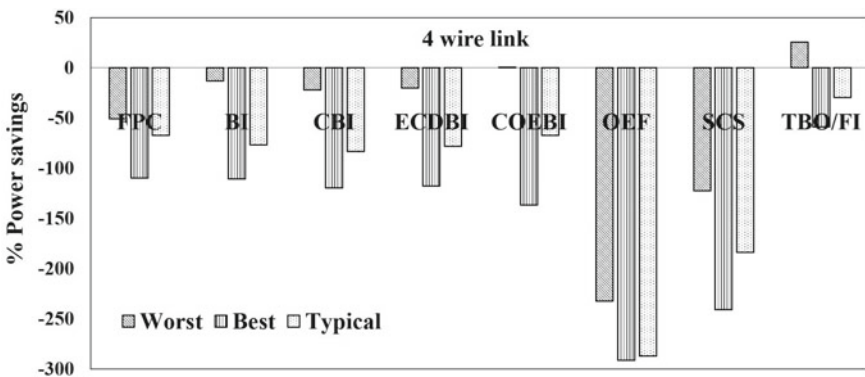 50
4 wire link
0
-50
FPC BI CBI ECDBI COEBI OEF SCS TBO/FI
-100
-150
-200
-250
Worst Best Typical
-300
% Power savings